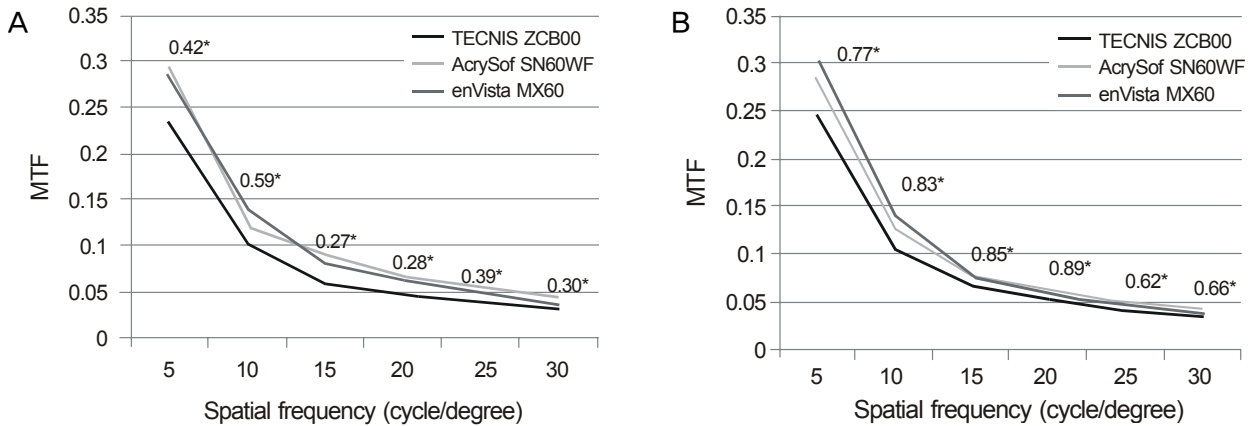 A
MTF
0.35
0.3
0.25
0.2
0.15
0.1
0.05
0
TECNIS ZCB00
AcrySof SN60WF
enVista MX60
0.42*
0.59*
0.27*
0.28*
0.39*
0.30*
5 10 15 20 25 30
Spatial frequency (cycle/degree)
B
MTF
0.35
0.3
0.25
0.2
0.15
0.1
0.05
0
TECNIS ZCB00
AcrySof SN60WF
enVista MX60
0.77*
0.83*
0.85*
0.89*
0.62*
0.66*
5 10 15 20 25 30
Spatial frequency (cycle/degree)